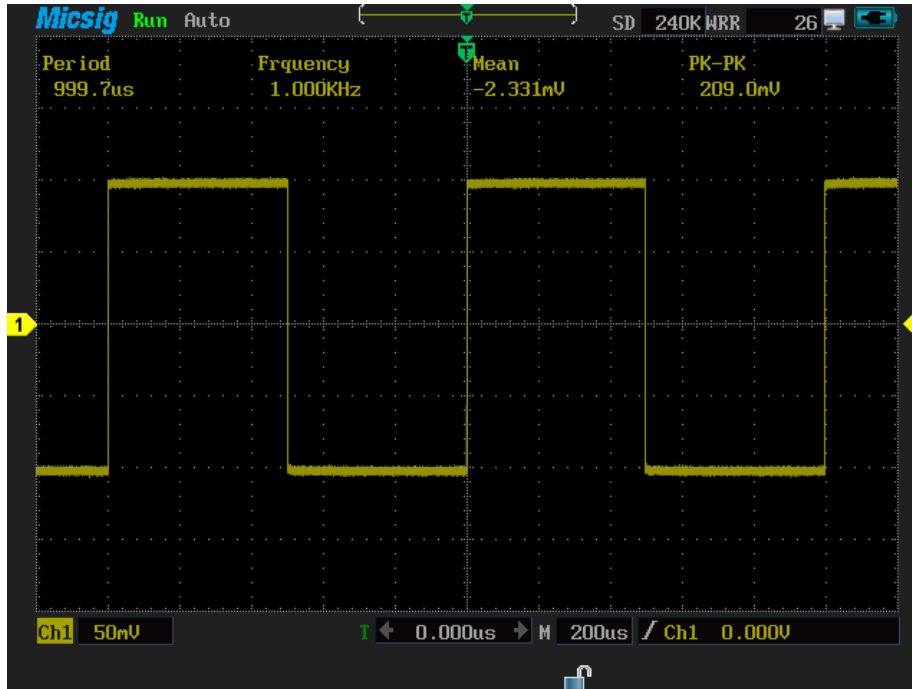 Micsig Run Auto T SD 240K WRR 26
T
Period Frquency Mean PK-PK
999.7us 1.000KHz -2.331mV 209.0mV
1
Ch1 50mV T 0.000us M 200us Ch1 0.000V